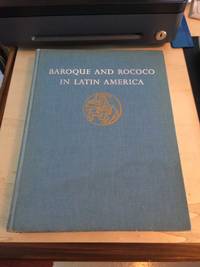 BAROQUE AND ROCOCO
IN LATIN AMERICA